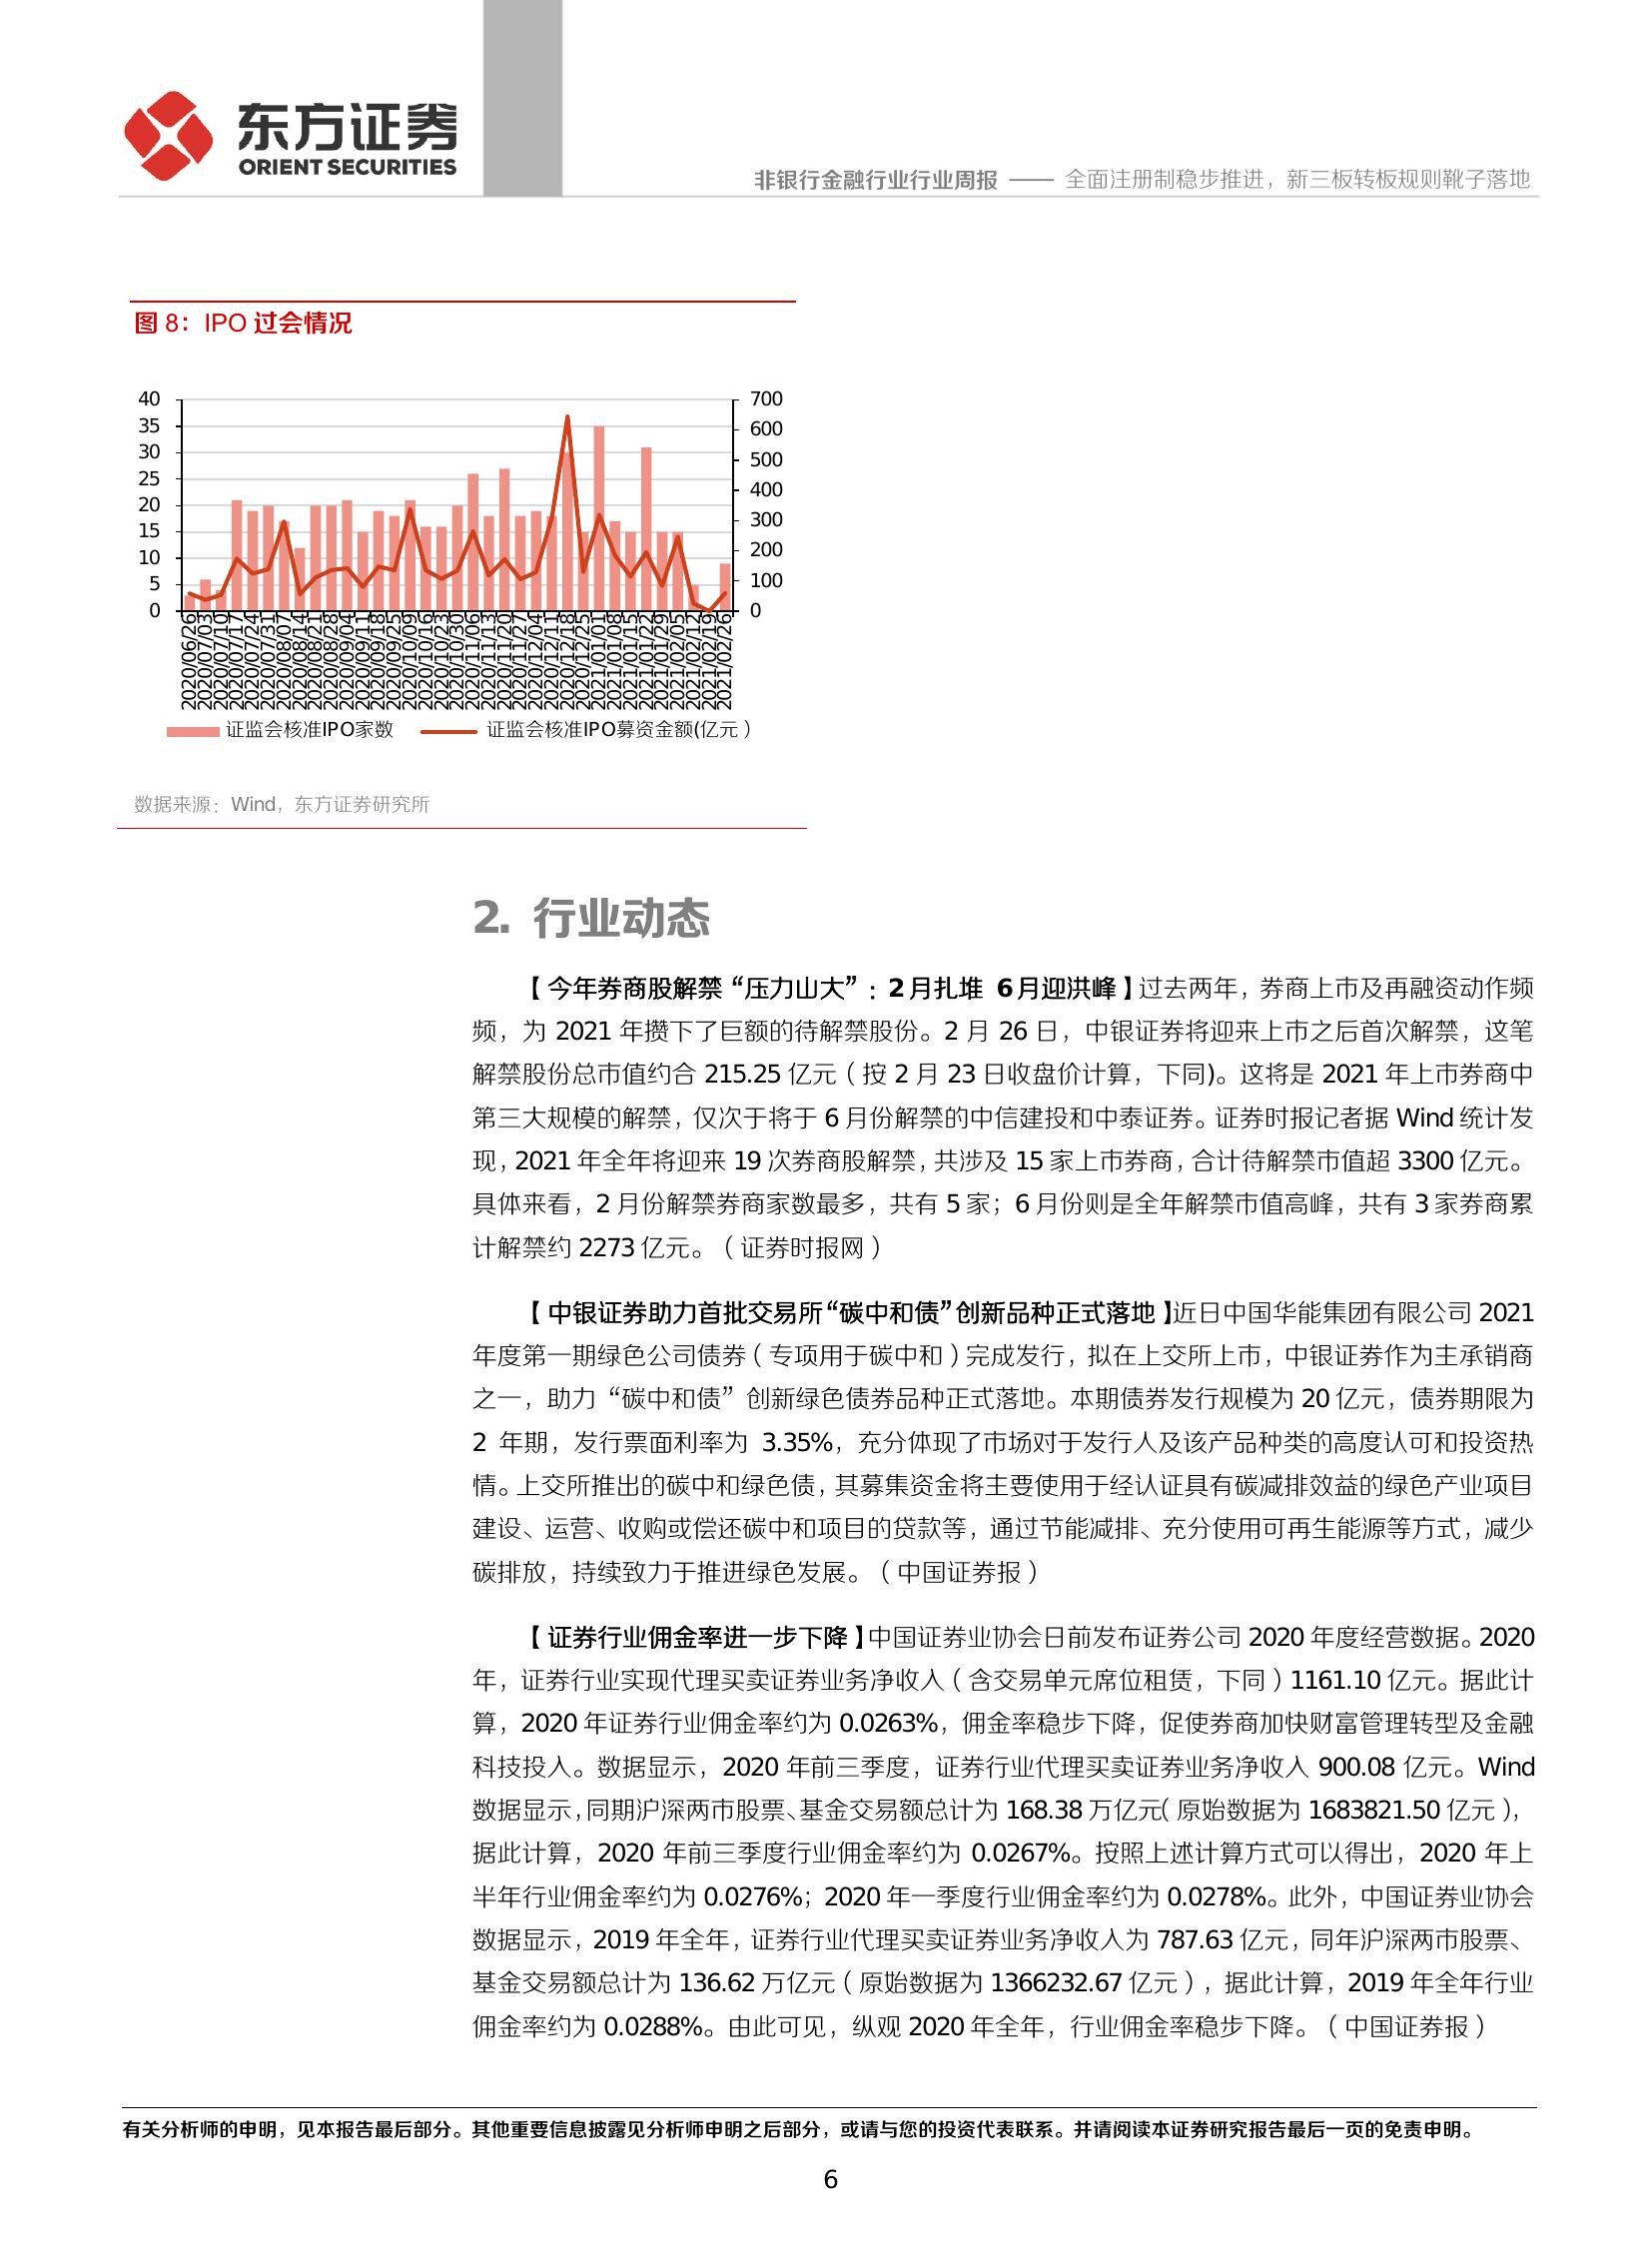 东方证券
ORIENT SECURITIES
非银行金融行业行业周报 —— 全面注册制稳步推进，新三板转板规则靴子落地
图 8：IPO 过会情况
40
35
30
25
20
15
10
5
0
700
600
500
400
300
200
100
0
2020/06/26
2020/07/03
2020/07/10
2020/07/17
2020/07/24
2020/07/31
2020/08/07
2020/08/14
2020/08/21
2020/08/28
2020/09/04
2020/09/11
2020/09/18
2020/09/25
2020/10/09
2020/10/16
2020/10/23
2020/10/30
2020/11/06
2020/11/13
2020/11/20
2020/11/27
2020/12/04
2020/12/11
2020/12/18
2020/12/25
2021/01/01
2021/01/08
2021/01/15
2021/01/22
2021/01/29
2021/02/05
2021/02/12
2021/02/19
2021/02/26
证监会核准IPO家数 证监会核准IPO募资金额(亿元）
数据来源：Wind，东方证券研究所
2. 行业动态
【今年券商股解禁“压力山大”：2月扎堆 6月迎洪峰】过去两年，券商上市及再融资动作频
频，为 2021 年攒下了巨额的待解禁股份。2 月 26 日，中银证券将迎来上市之后首次解禁，这笔
解禁股份总市值约合 215.25 亿元（按 2 月 23 日收盘价计算，下同)。这将是 2021 年上市券商中
第三大规模的解禁，仅次于将于 6 月份解禁的中信建投和中泰证券。证券时报记者据 Wind 统计发
现，2021 年全年将迎来 19 次券商股解禁，共涉及 15 家上市券商，合计待解禁市值超 3300 亿元。
具体来看，2 月份解禁券商家数最多，共有 5 家；6 月份则是全年解禁市值高峰，共有 3 家券商累
计解禁约 2273 亿元。（证券时报网）
【中银证券助力首批交易所“碳中和债”创新品种正式落地】近日中国华能集团有限公司 2021
年度第一期绿色公司债券（专项用于碳中和）完成发行，拟在上交所上市，中银证券作为主承销商
之一，助力“碳中和债”创新绿色债券品种正式落地。本期债券发行规模为 20 亿元，债券期限为
2 年期，发行票面利率为 3.35%，充分体现了市场对于发行人及该产品种类的高度认可和投资热
情。上交所推出的碳中和绿色债，其募集资金将主要使用于经认证具有碳减排效益的绿色产业项目
建设、运营、收购或偿还碳中和项目的贷款等，通过节能减排、充分使用可再生能源等方式，减少
碳排放，持续致力于推进绿色发展。（中国证券报）
【证券行业佣金率进一步下降】中国证券业协会日前发布证券公司 2020 年度经营数据。2020
年，证券行业实现代理买卖证券业务净收入（含交易单元席位租赁，下同）1161.10 亿元。据此计
算，2020 年证券行业佣金率约为 0.0263%，佣金率稳步下降，促使券商加快财富管理转型及金融
科技投入。数据显示，2020 年前三季度，证券行业代理买卖证券业务净收入 900.08 亿元。Wind
数据显示，同期沪深两市股票、基金交易额总计为 168.38 万亿元（原始数据为 1683821.50 亿元），
据此计算，2020 年前三季度行业佣金率约为 0.0267%。按照上述计算方式可以得出，2020 年上
半年行业佣金率约为 0.0276%；2020 年一季度行业佣金率约为 0.0278%。此外，中国证券业协会
数据显示，2019 年全年，证券行业代理买卖证券业务净收入为 787.63 亿元，同年沪深两市股票、
基金交易额总计为 136.62 万亿元（原始数据为 1366232.67 亿元），据此计算，2019 年全年行业
佣金率约为 0.0288%。由此可见，纵观 2020 年全年，行业佣金率稳步下降。（中国证券报）
有关分析师的申明，见本报告最后部分。其他重要信息披露见分析师申明之后部分，或请与您的投资代表联系。并请阅读本证券研究报告最后一页的免责申明。
6